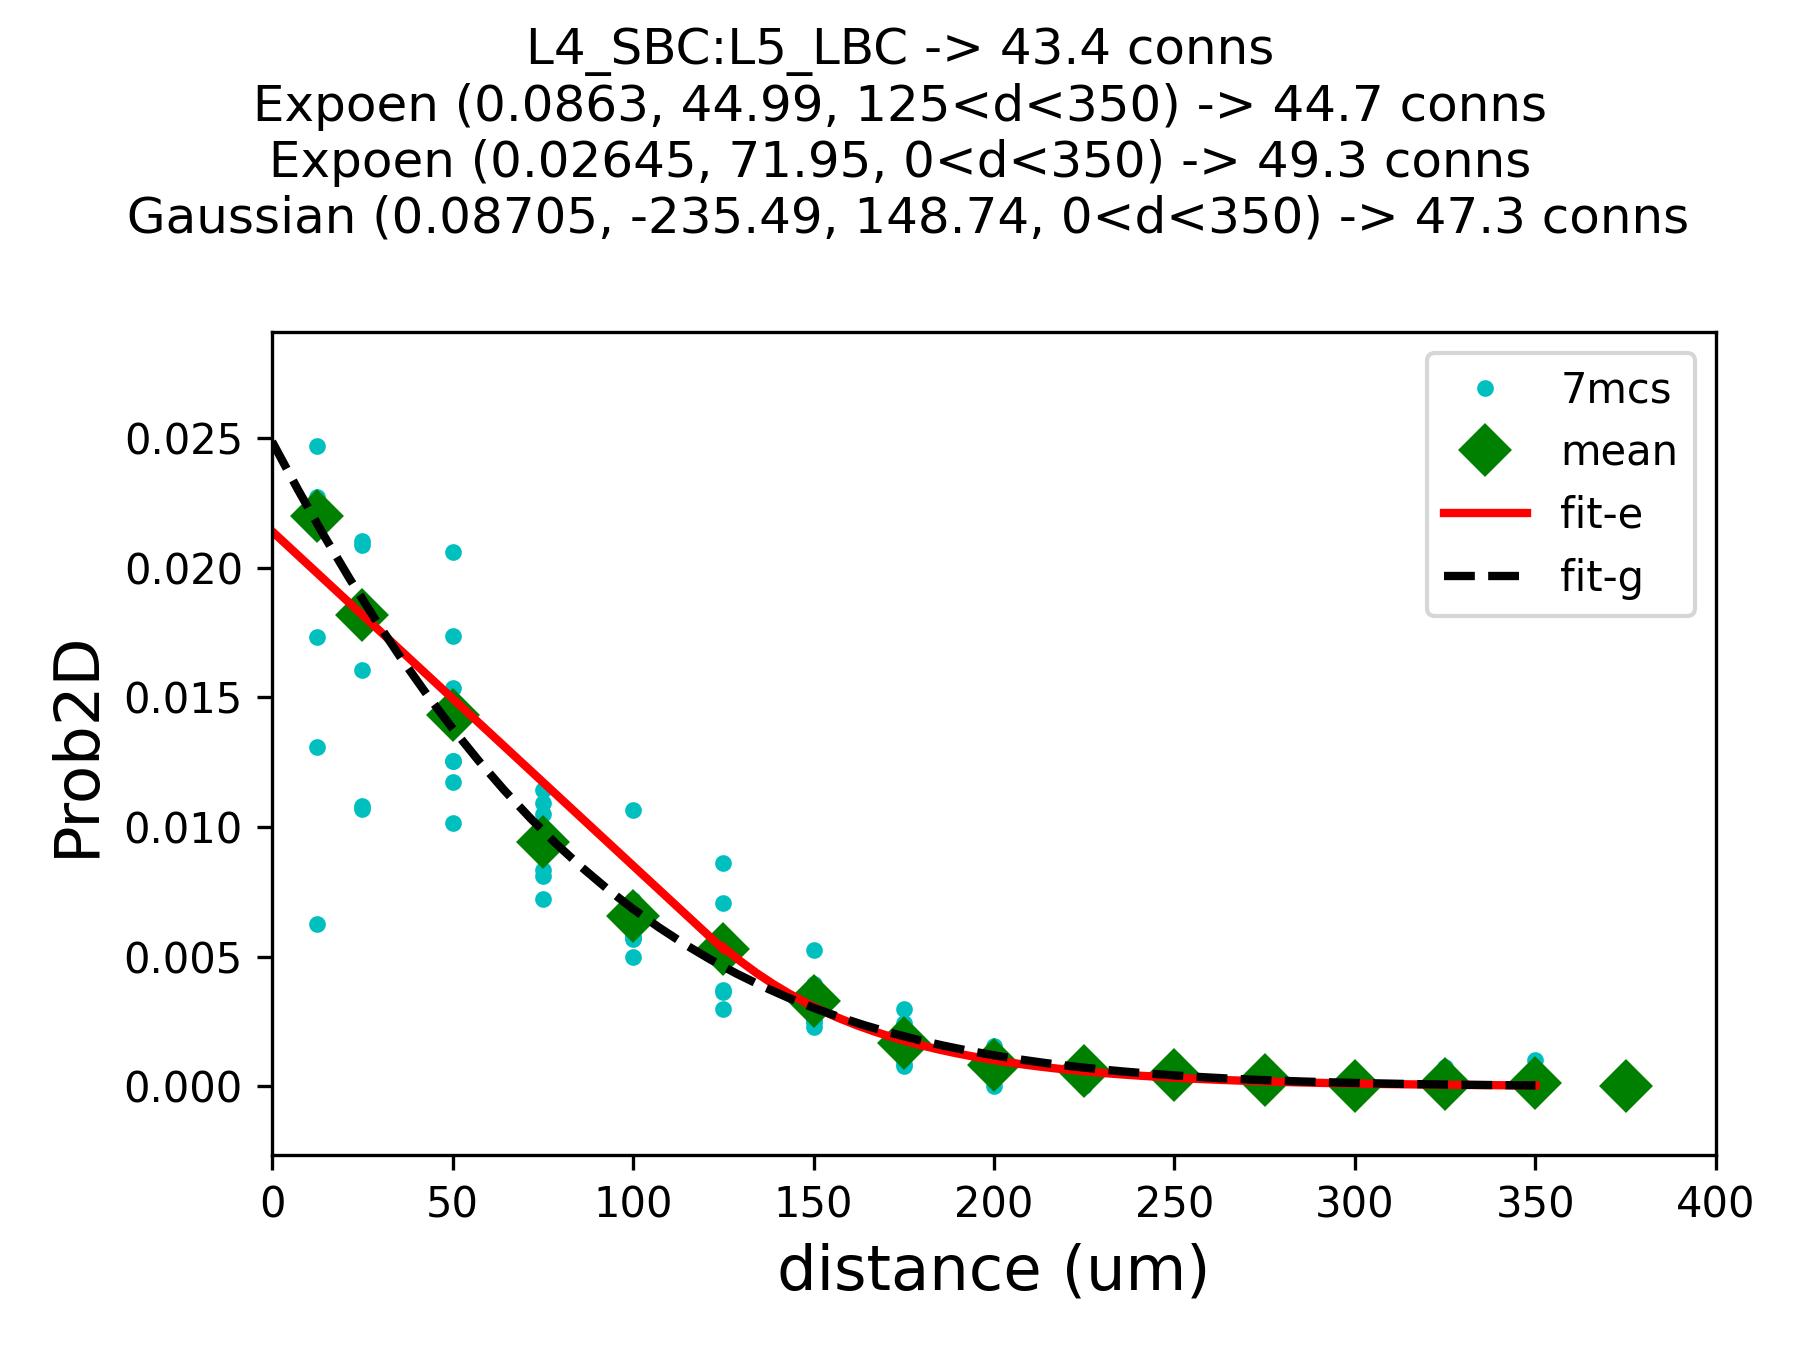 L4_SBC:L5_LBC -> 43.4 conns
Expoen (0.0863, 44.99, 125<d<350) -> 44.7 conns
Expoen (0.02645, 71.95, 0<d<350) -> 49.3 conns
Gaussian (0.08705, -235.49, 148.74, 0<d<350) -> 47.3 conns
7mcs
mean
fit-e
fit-g
Prob2D
0.025
0.020
0.015
0.010
0.005
0.000
0 50 100 150 200 250 300 350 400
distance (um)